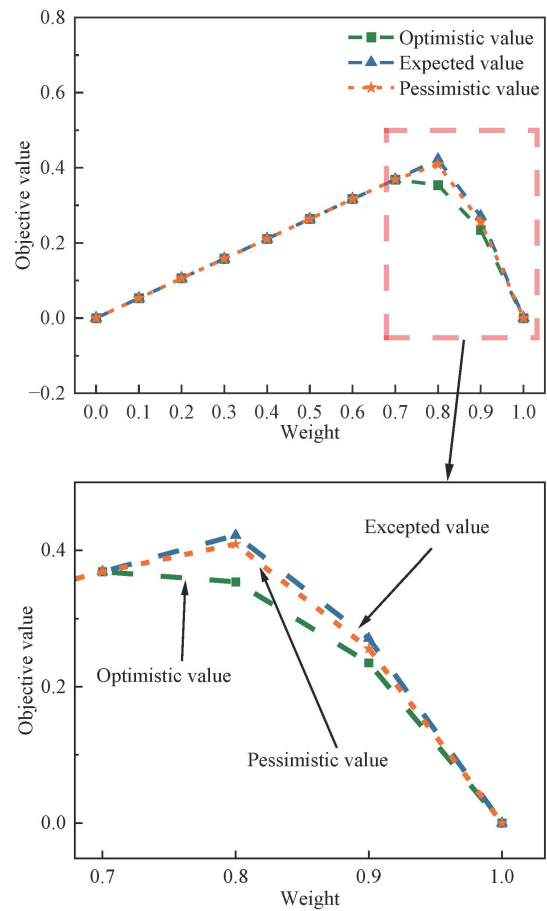 0.8
Optimistic value
Expected value
Pessimistic value
0.6
0.4
0.2
0.0
−0.2
Objective value
0.0 0.1 0.2 0.3 0.4 0.5 0.6 0.7 0.8 0.9 1.0
Weight
Excepted value
0.4
Optimistic value
0.2
Pessimistic value
0.0
Objective value
0.7 0.8 0.9 1.0
Weight